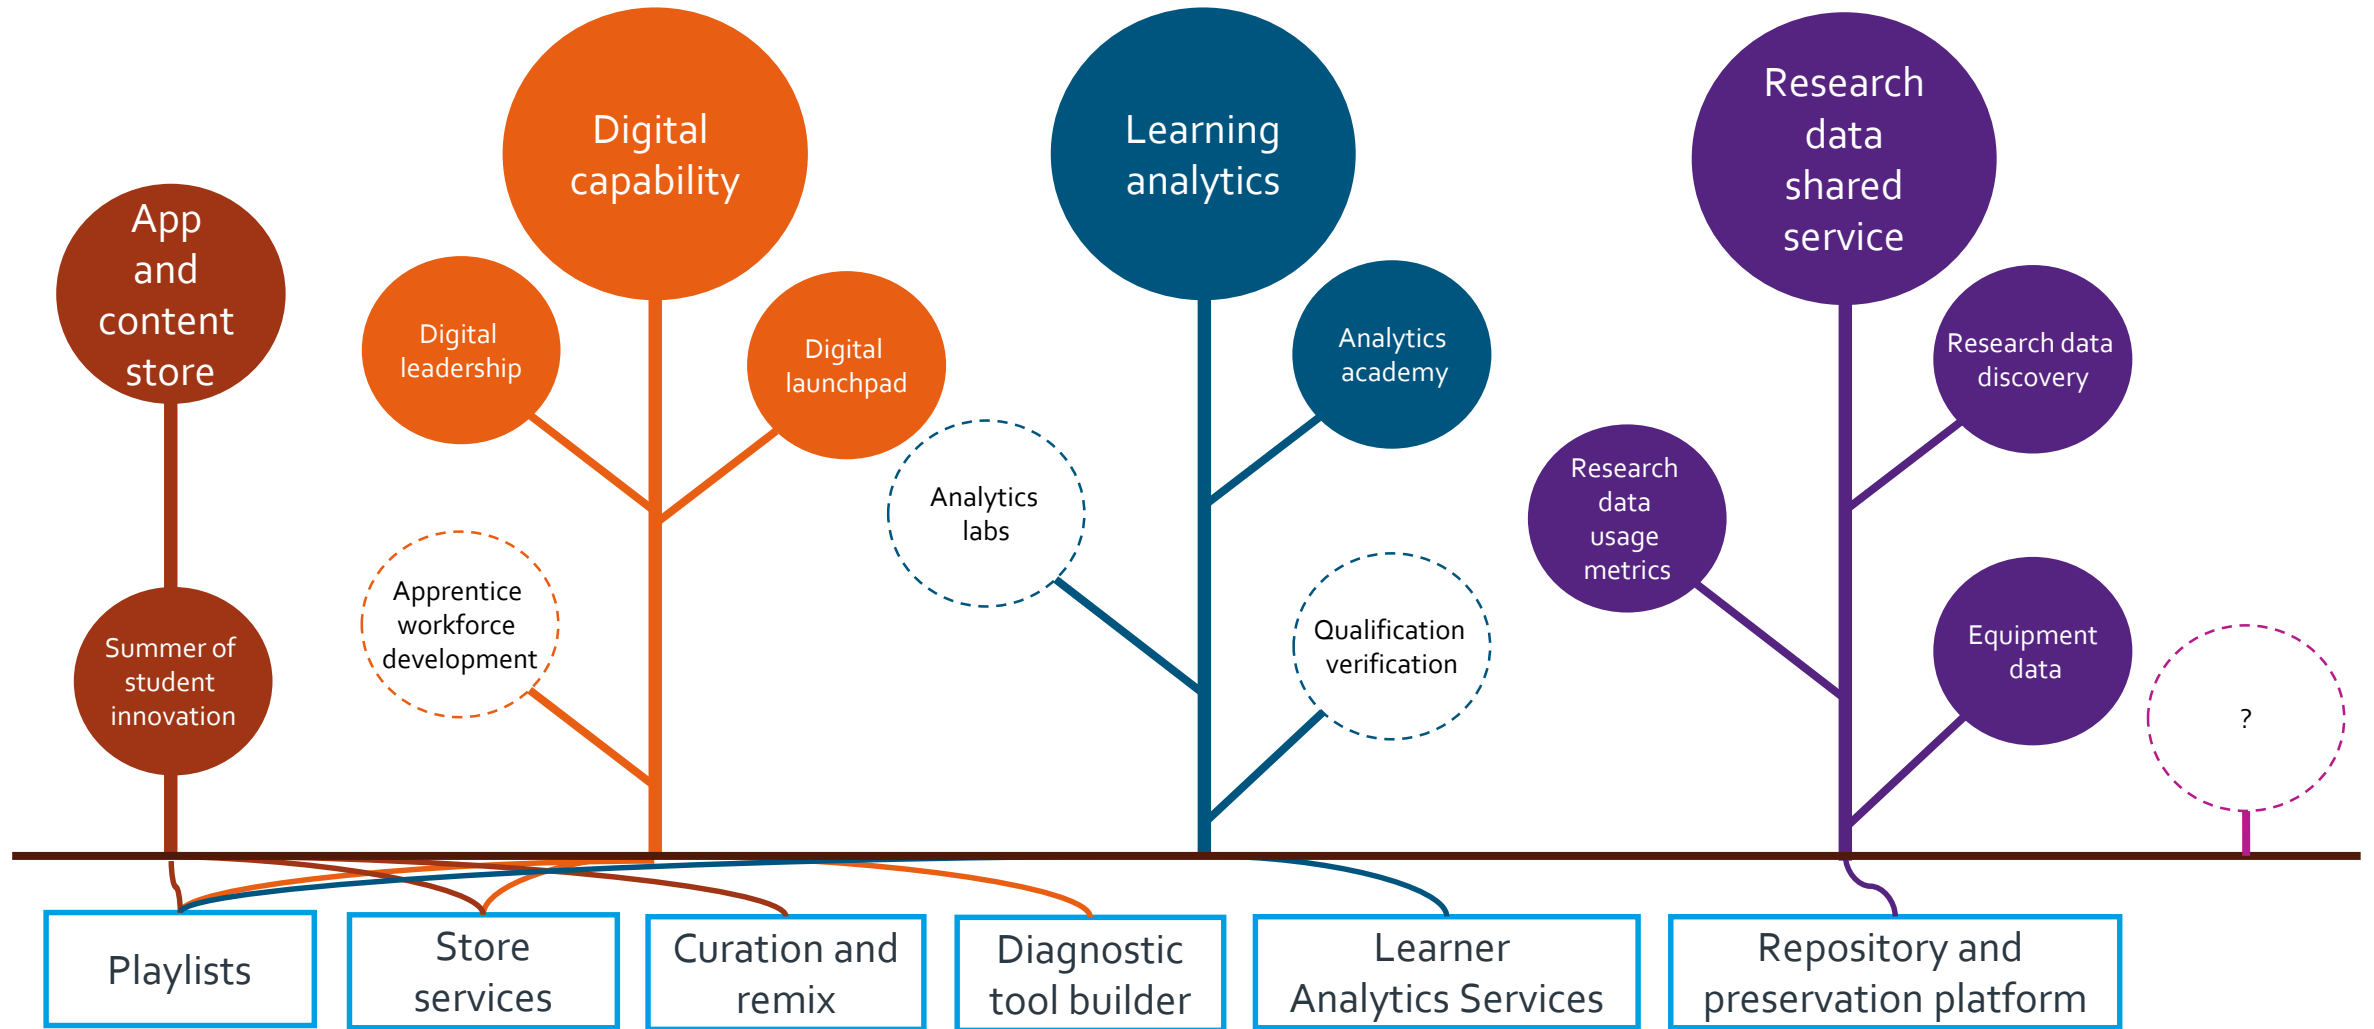 App
and
content
store
Summer of
student
innovation
Digital
capability
Digital
leadership
Digital
launchpad
Apprentice
workforce
development
Learning
analytics
Analytics
academy
Analytics
labs
Qualification
verification
Research
data
shared
service
Research data
discovery
Research
data
usage
metrics
Equipment
data
?
Playlists
Store
services
Curation and
remix
Diagnostic
tool builder
Learner
Analytics Services
Repository and
preservation platform